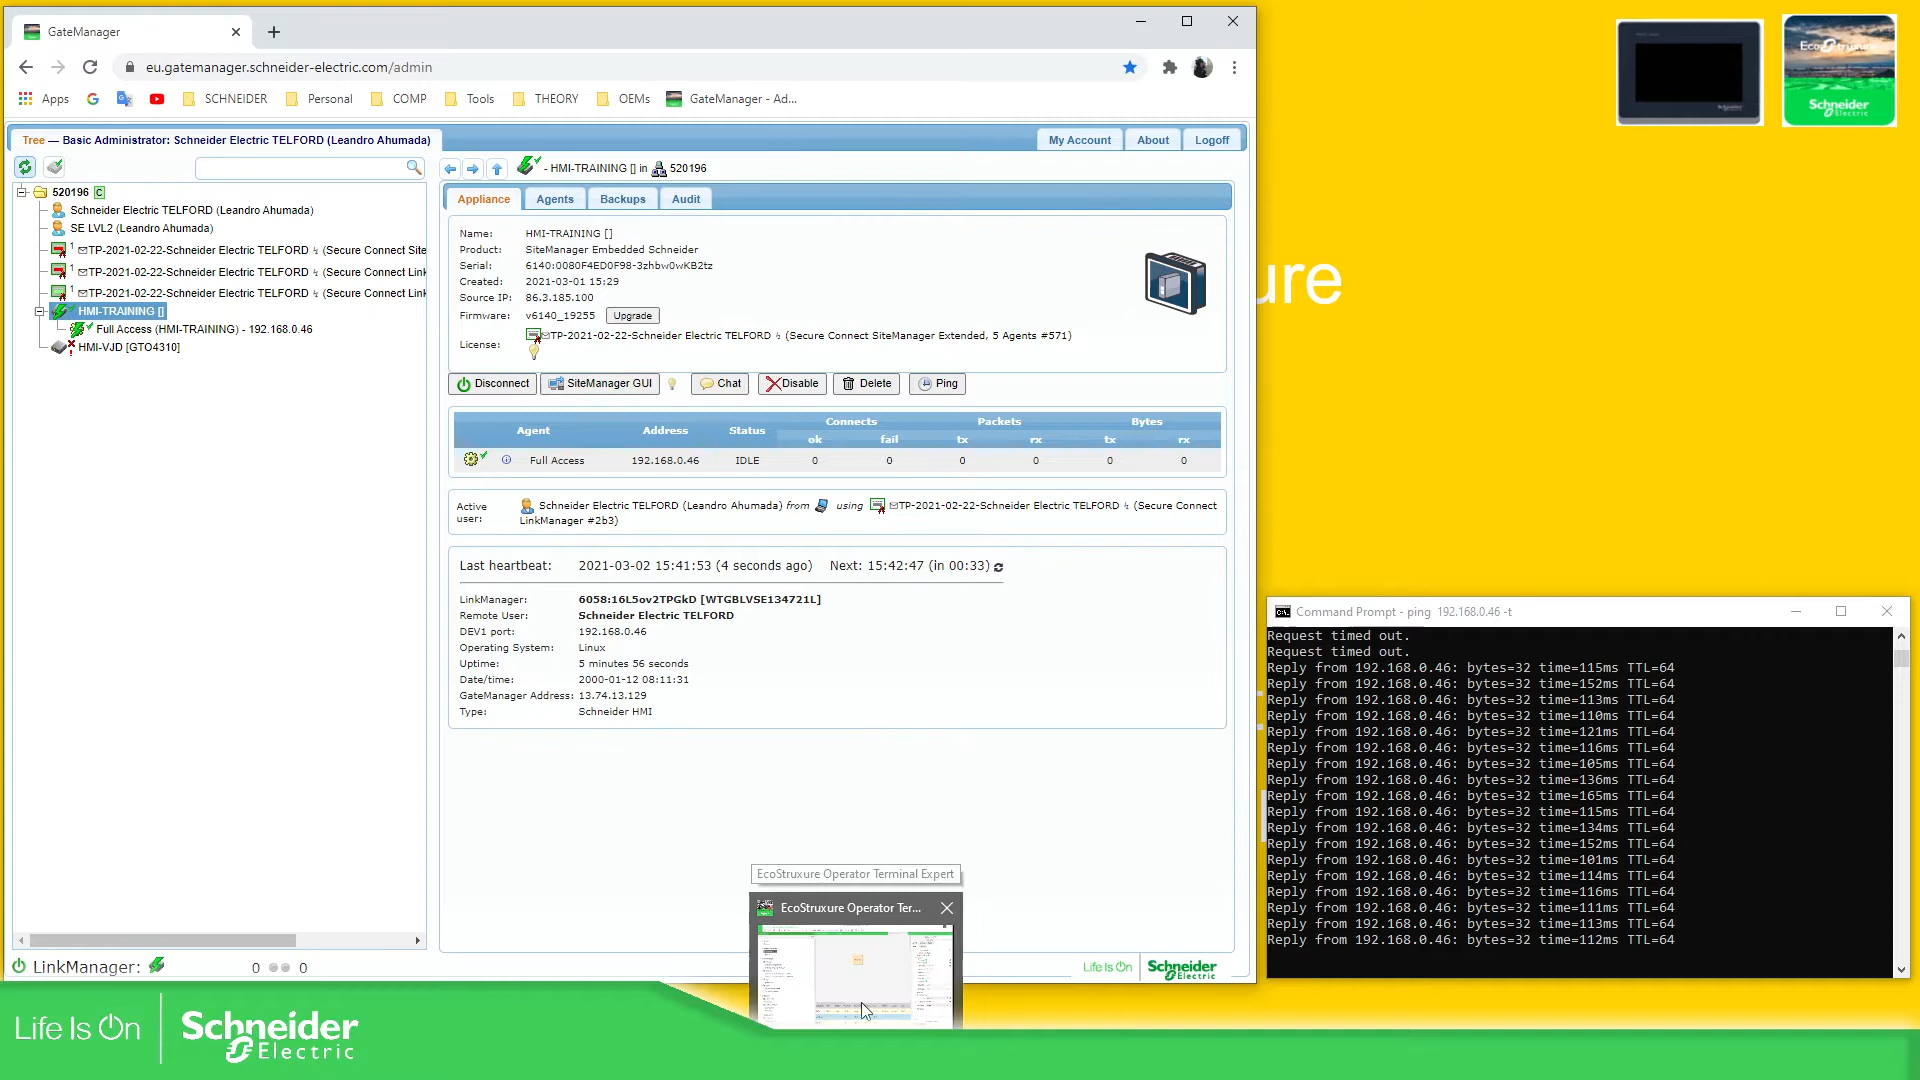 GateManager
eu.gatemanager.schneider-electric.com/admin
Apps
SCHNEIDER
Personal
COMP
Tools
THEORY
OEMs
GateManager - Ad...
Tree — Basic Administrator: Schneider Electric TELFORD (Leandro Ahumada)
My Account
About
Logoff
520196 C
Schneider Electric TELFORD (Leandro Ahumada)
SE LVL2 (Leandro Ahumada)
1 TP-2021-02-22-Schneider Electric TELFORD (Secure Connect Site
1 TP-2021-02-22-Schneider Electric TELFORD (Secure Connect Link
1 TP-2021-02-22-Schneider Electric TELFORD (Secure Connect Link
HMI-TRAINING []
Full Access (HMI-TRAINING) - 192.168.0.46
HMI-VJD [GTO4310]
LinkManager:
0
0
- HMI-TRAINING [] in 520196
Appliance
Agents
Backups
Audit
Name: HMI-TRAINING []
Product: SiteManager Embedded Schneider
Serial: 6140:0080F4ED0F98-3zhbw0wKB2tz
Created: 2021-03-01 15:29
Source IP: 86.3.185.100
Firmware: v6140_19255 Upgrade
License: TP-2021-02-22-Schneider Electric TELFORD (Secure Connect SiteManager Extended, 5 Agents #571)
Disconnect
SiteManager GUI
Chat
Disable
Delete
Ping
Agent Address Status Connects Packets Bytes
ok fail tx rx tx rx
Full Access 192.168.0.46 IDLE 0 0 0 0 0 0
Active user: Schneider Electric TELFORD (Leandro Ahumada) from using TP-2021-02-22-Schneider Electric TELFORD (Secure Connect
LinkManager #2b3)
Last heartbeat: 2021-03-02 15:41:53 (4 seconds ago) Next: 15:42:47 (in 00:33)
LinkManager: 6058:16L5ov2TPGkD [WTGBLVSE134721L]
Remote User: Schneider Electric TELFORD
DEV1 port: 192.168.0.46
Operating System: Linux
Uptime: 5 minutes 56 seconds
Date/time: 2000-01-12 08:11:31
GateManager Address: 13.74.13.129
Type: Schneider HMI
EcoStruxure Operator Terminal Expert
EcoStruxure Operator Ter...
Life Is On
Schneider Electric
ure
EcoStruxure
Schneider
Command Prompt - ping 192.168.0.46 -t
Request timed out.
Request timed out.
Reply from 192.168.0.46: bytes=32 time=115ms TTL=64
Reply from 192.168.0.46: bytes=32 time=152ms TTL=64
Reply from 192.168.0.46: bytes=32 time=113ms TTL=64
Reply from 192.168.0.46: bytes=32 time=110ms TTL=64
Reply from 192.168.0.46: bytes=32 time=121ms TTL=64
Reply from 192.168.0.46: bytes=32 time=116ms TTL=64
Reply from 192.168.0.46: bytes=32 time=105ms TTL=64
Reply from 192.168.0.46: bytes=32 time=136ms TTL=64
Reply from 192.168.0.46: bytes=32 time=165ms TTL=64
Reply from 192.168.0.46: bytes=32 time=115ms TTL=64
Reply from 192.168.0.46: bytes=32 time=134ms TTL=64
Reply from 192.168.0.46: bytes=32 time=152ms TTL=64
Reply from 192.168.0.46: bytes=32 time=101ms TTL=64
Reply from 192.168.0.46: bytes=32 time=114ms TTL=64
Reply from 192.168.0.46: bytes=32 time=116ms TTL=64
Reply from 192.168.0.46: bytes=32 time=111ms TTL=64
Reply from 192.168.0.46: bytes=32 time=113ms TTL=64
Reply from 192.168.0.46: bytes=32 time=112ms TTL=64
Life Is On
Schneider
Electric